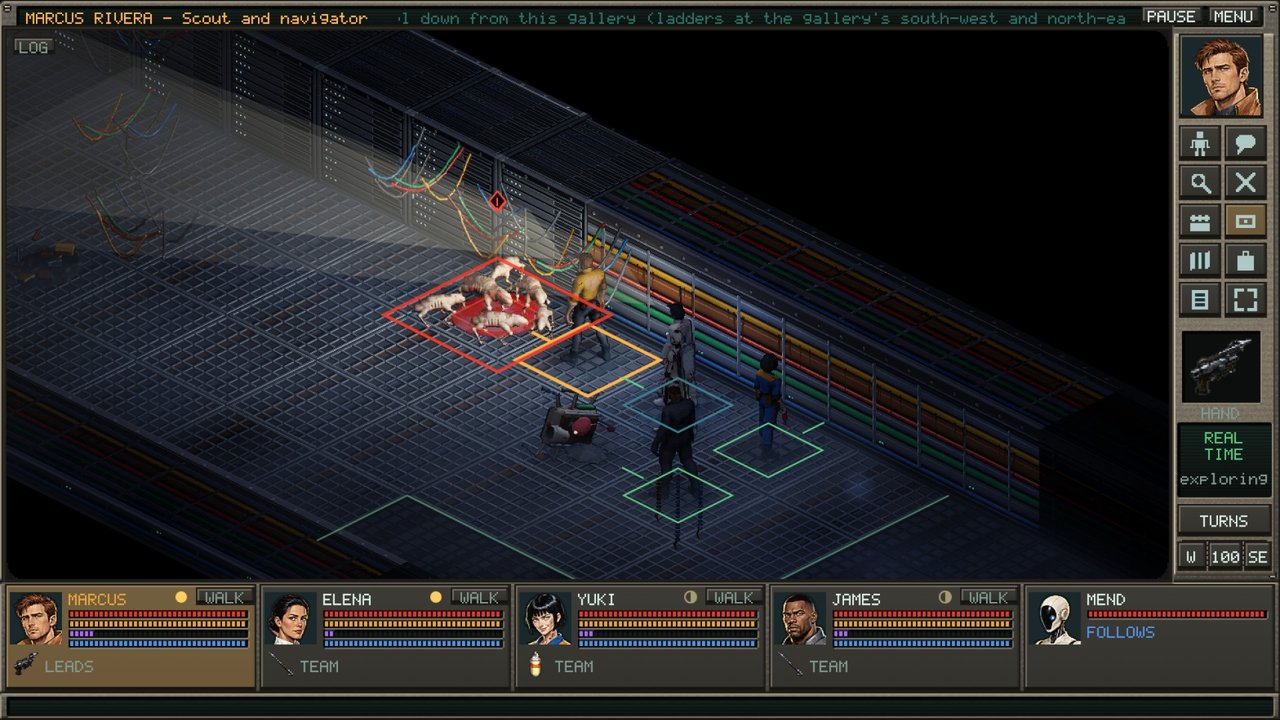 MARCUS RIVERA - Scout and navigator
l down from this gallery (ladders at the gallery's south-west and north-ea
PAUSE
MENU
LOG
HAND
REAL
TIME
exploring
TURNS
W
100
SE
MARCUS
WALK
LEADS
ELENA
WALK
TEAM
YUKI
WALK
TEAM
JAMES
WALK
TEAM
MEND
FOLLOWS